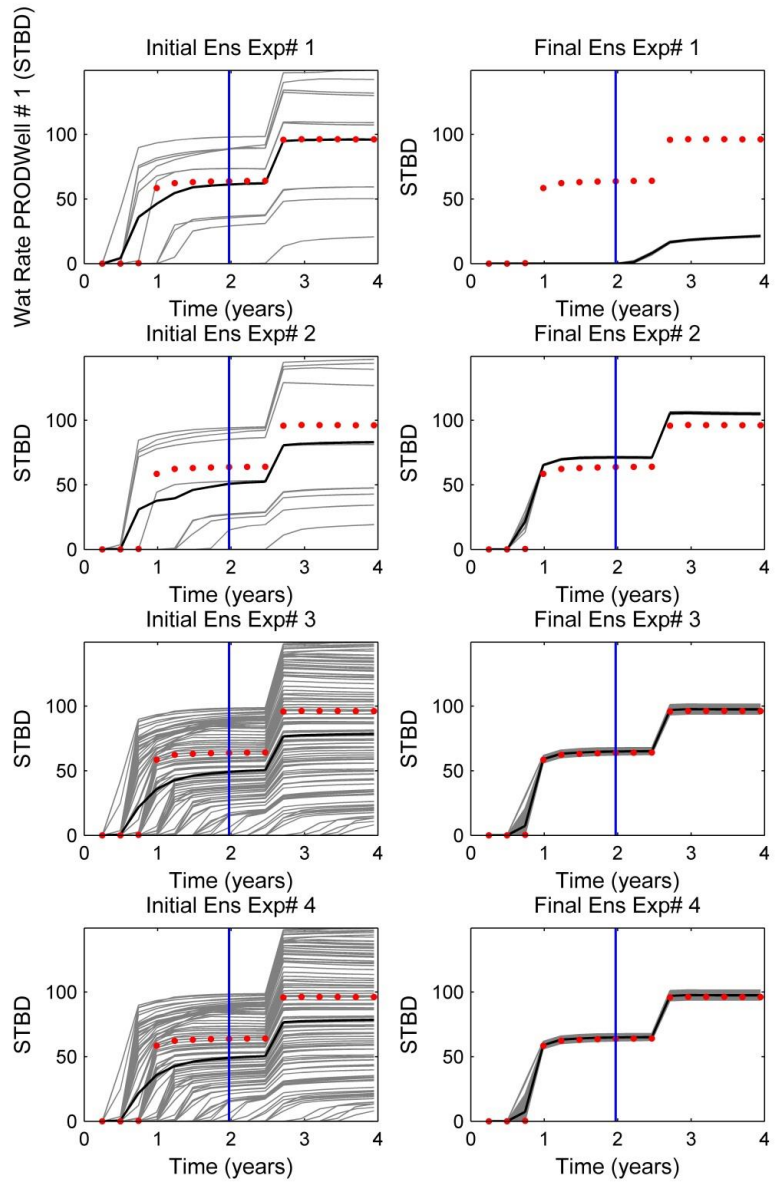 Initial Ens Exp# 1
Wat Rate PRODWell # 1 (STBD)
100
50
0
0 1 2 3 4
Time (years)
Final Ens Exp# 1
STBD
100
50
0
0 1 2 3 4
Time (years)
Initial Ens Exp# 2
STBD
100
50
0
0 1 2 3 4
Time (years)
Final Ens Exp# 2
STBD
100
50
0
0 1 2 3 4
Time (years)
Initial Ens Exp# 3
STBD
100
50
0
0 1 2 3 4
Time (years)
Final Ens Exp# 3
STBD
100
50
0
0 1 2 3 4
Time (years)
Initial Ens Exp# 4
STBD
100
50
0
0 1 2 3 4
Time (years)
Final Ens Exp# 4
STBD
100
50
0
0 1 2 3 4
Time (years)